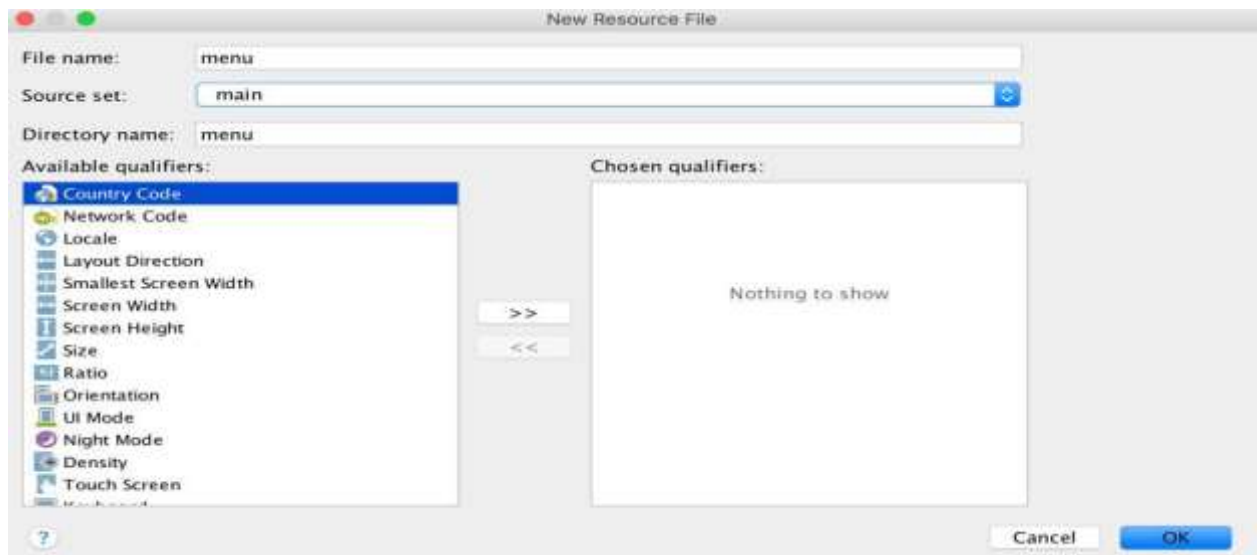 New Resource File
File name: menu
Source set: main
Directory name: menu
Available qualifiers:
Chosen qualifiers:
Country Code
Network Code
Locale
Layout Direction
Smallest Screen Width
Screen Width
Screen Height
Size
Ratio
Orientation
UI Mode
Night Mode
Density
Touch Screen
>>
<<
Nothing to show
?
Cancel
OK